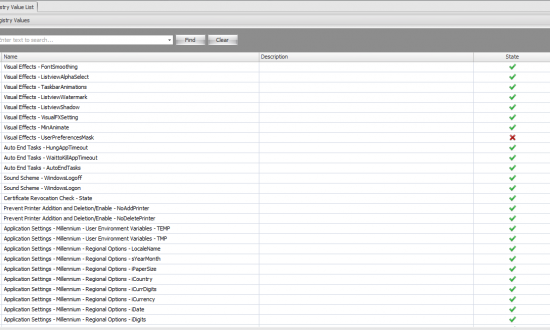 stry Value List
gistry Values
Enter text to search...
Find
Clear
Name Description State
Visual Effects - FontSmoothing
Visual Effects - ListviewAlphaSelect
Visual Effects - TaskbarAnimations
Visual Effects - ListviewWatermark
Visual Effects - ListviewShadow
Visual Effects - VisualFXSetting
Visual Effects - MinAnimate
Visual Effects - UserPreferencesMask
Auto End Tasks - HungAppTimeout
Auto End Tasks - WaittoKillAppTimeout
Auto End Tasks - AutoEndTasks
Sound Scheme - WindowsLogoff
Sound Scheme - WindowsLogon
Certificate Revocation Check - State
Prevent Printer Addition and Deletion/Enable - NoAddPrinter
Prevent Printer Addition and Deletion/Enable - NoDeletePrinter
Application Settings - Millennium - User Environment Variables - TEMP
Application Settings - Millennium - User Environment Variables - TMP
Application Settings - Millennium - Regional Options - LocaleName
Application Settings - Millennium - Regional Options - sYearMonth
Application Settings - Millennium - Regional Options - iPaperSize
Application Settings - Millennium - Regional Options - iCountry
Application Settings - Millennium - Regional Options - iCurrDigits
Application Settings - Millennium - Regional Options - iCurrency
Application Settings - Millennium - Regional Options - iDate
Application Settings - Millennium - Regional Options - iDigits